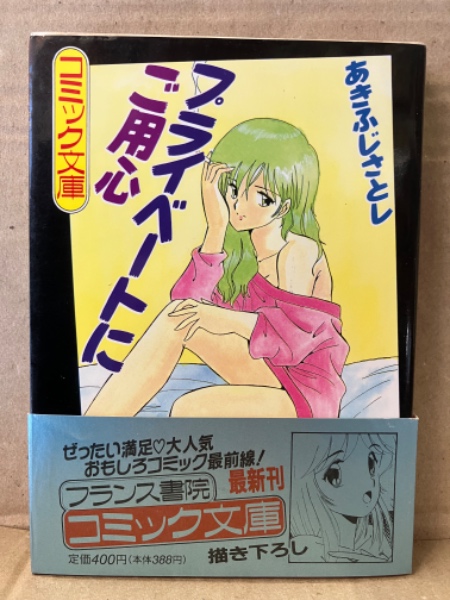 コミック文庫
プライベートに
ご用心
あきふじさとし
ぜったい満足♡大人気
おもしろコミック最前線!
フランス書院
最新刊
コミック文庫
定価400円(本体388円)
描き下ろし